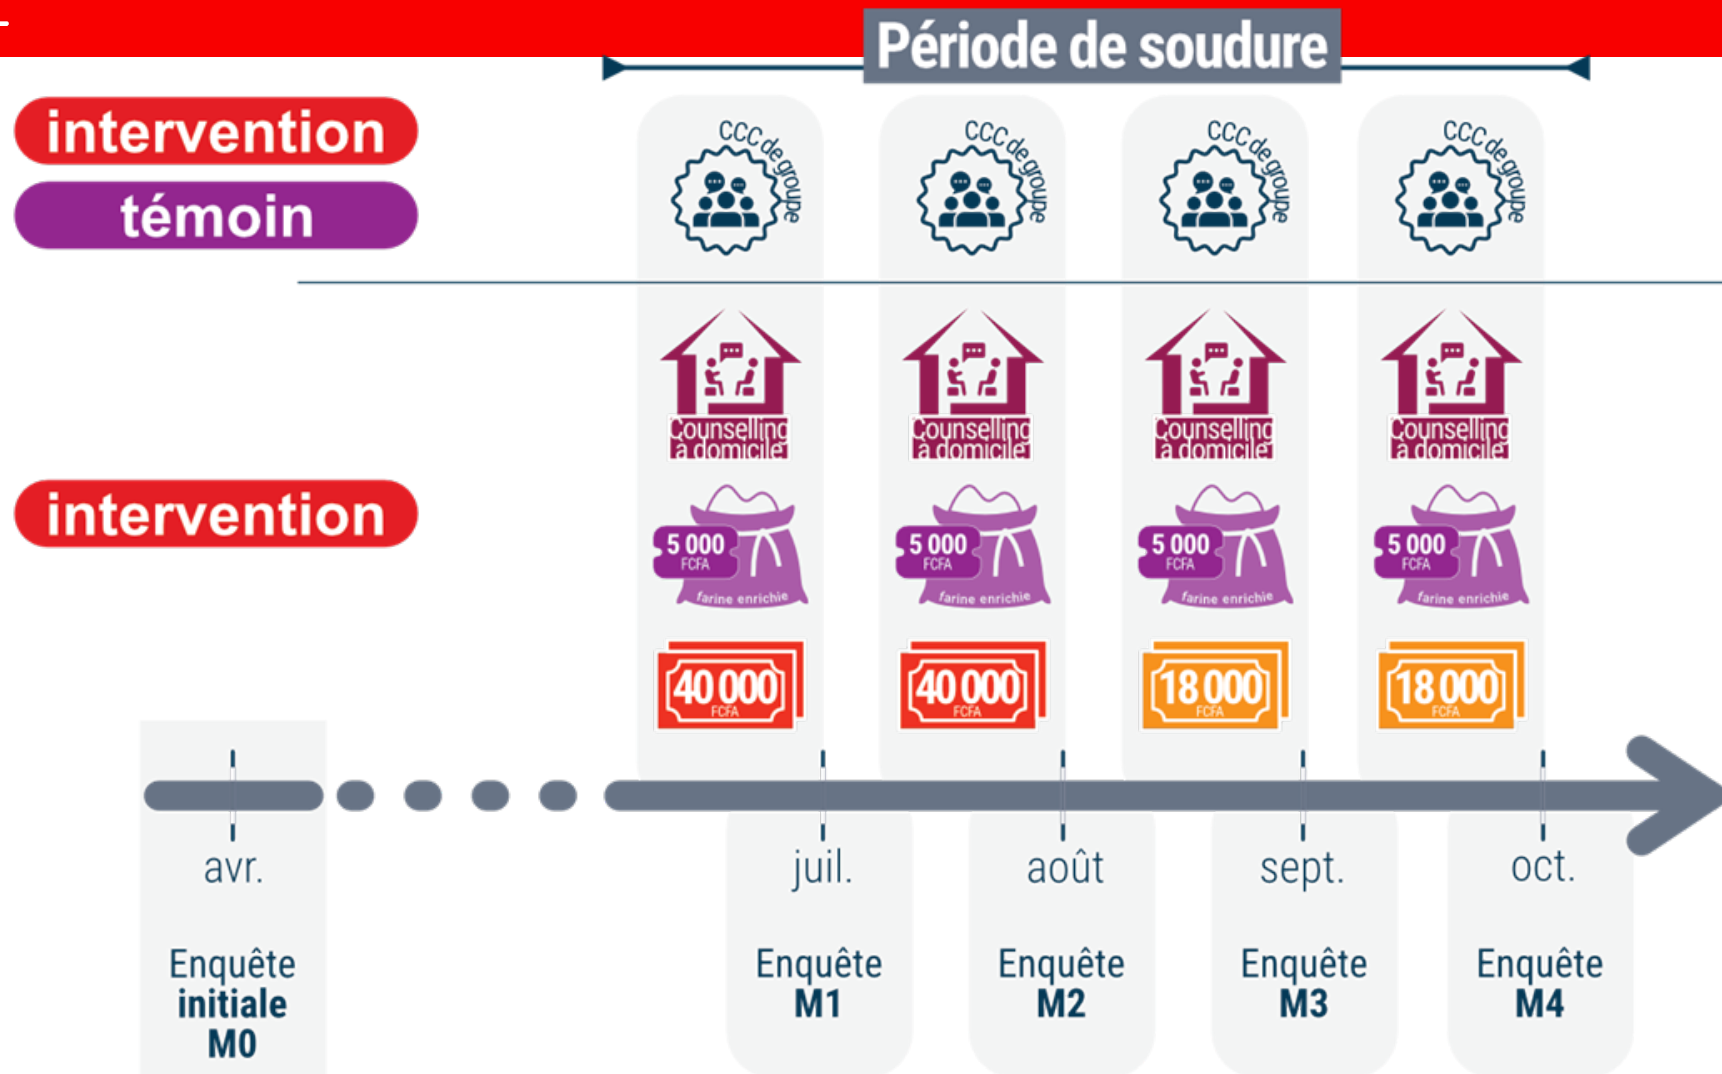 Période de soudure
intervention
témoin
CCC de groupe
CCC de groupe
CCC de groupe
CCC de groupe
Counselling
à domicile
Counselling
à domicile
Counselling
à domicile
Counselling
à domicile
intervention
5 000
FCFA
farine enrichie
5 000
FCFA
farine enrichie
5 000
FCFA
farine enrichie
5 000
FCFA
farine enrichie
40 000
FCFA
40 000
FCFA
18 000
FCFA
18 000
FCFA
avr.
juil.
août
sept.
oct.
Enquête
initiale
M0
Enquête
M1
Enquête
M2
Enquête
M3
Enquête
M4